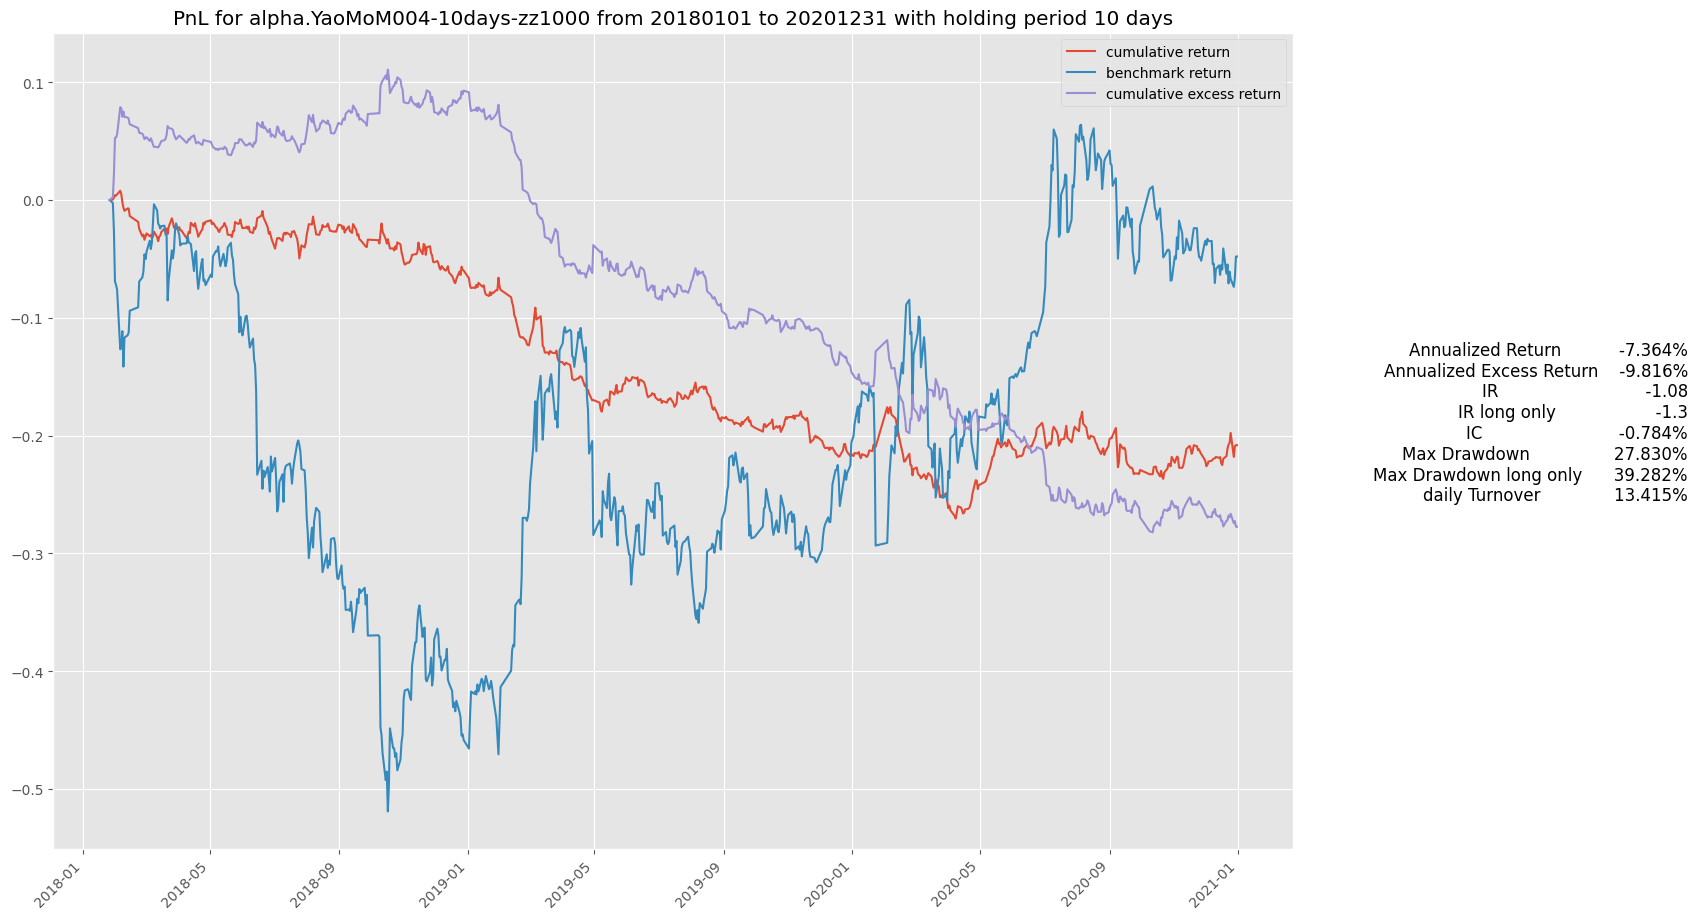 PnL for alpha.YaoMoM004-10days-zz1000 from 20180101 to 20201231 with holding period 10 days
cumulative return
benchmark return
cumulative excess return
0.1
0.0
−0.1
−0.2
−0.3
−0.4
−0.5
2018-01
2018-05
2018-09
2019-01
2019-05
2019-09
2020-01
2020-05
2020-09
2021-01
Annualized Return -7.364%
Annualized Excess Return -9.816%
IR -1.08
IR long only -1.3
IC -0.784%
Max Drawdown 27.830%
Max Drawdown long only 39.282%
daily Turnover 13.415%